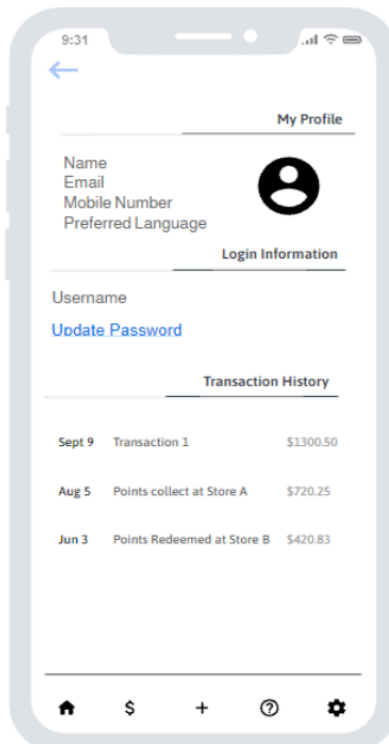 9:31
My Profile
Name
Email
Mobile Number
Preferred Language
Login Information
Username
Update Password
Transaction History
Sept 9 Transaction 1 $1300.50
Aug 5 Points collect at Store A $720.25
Jun 3 Points Redeemed at Store B $420.83
$ + ?